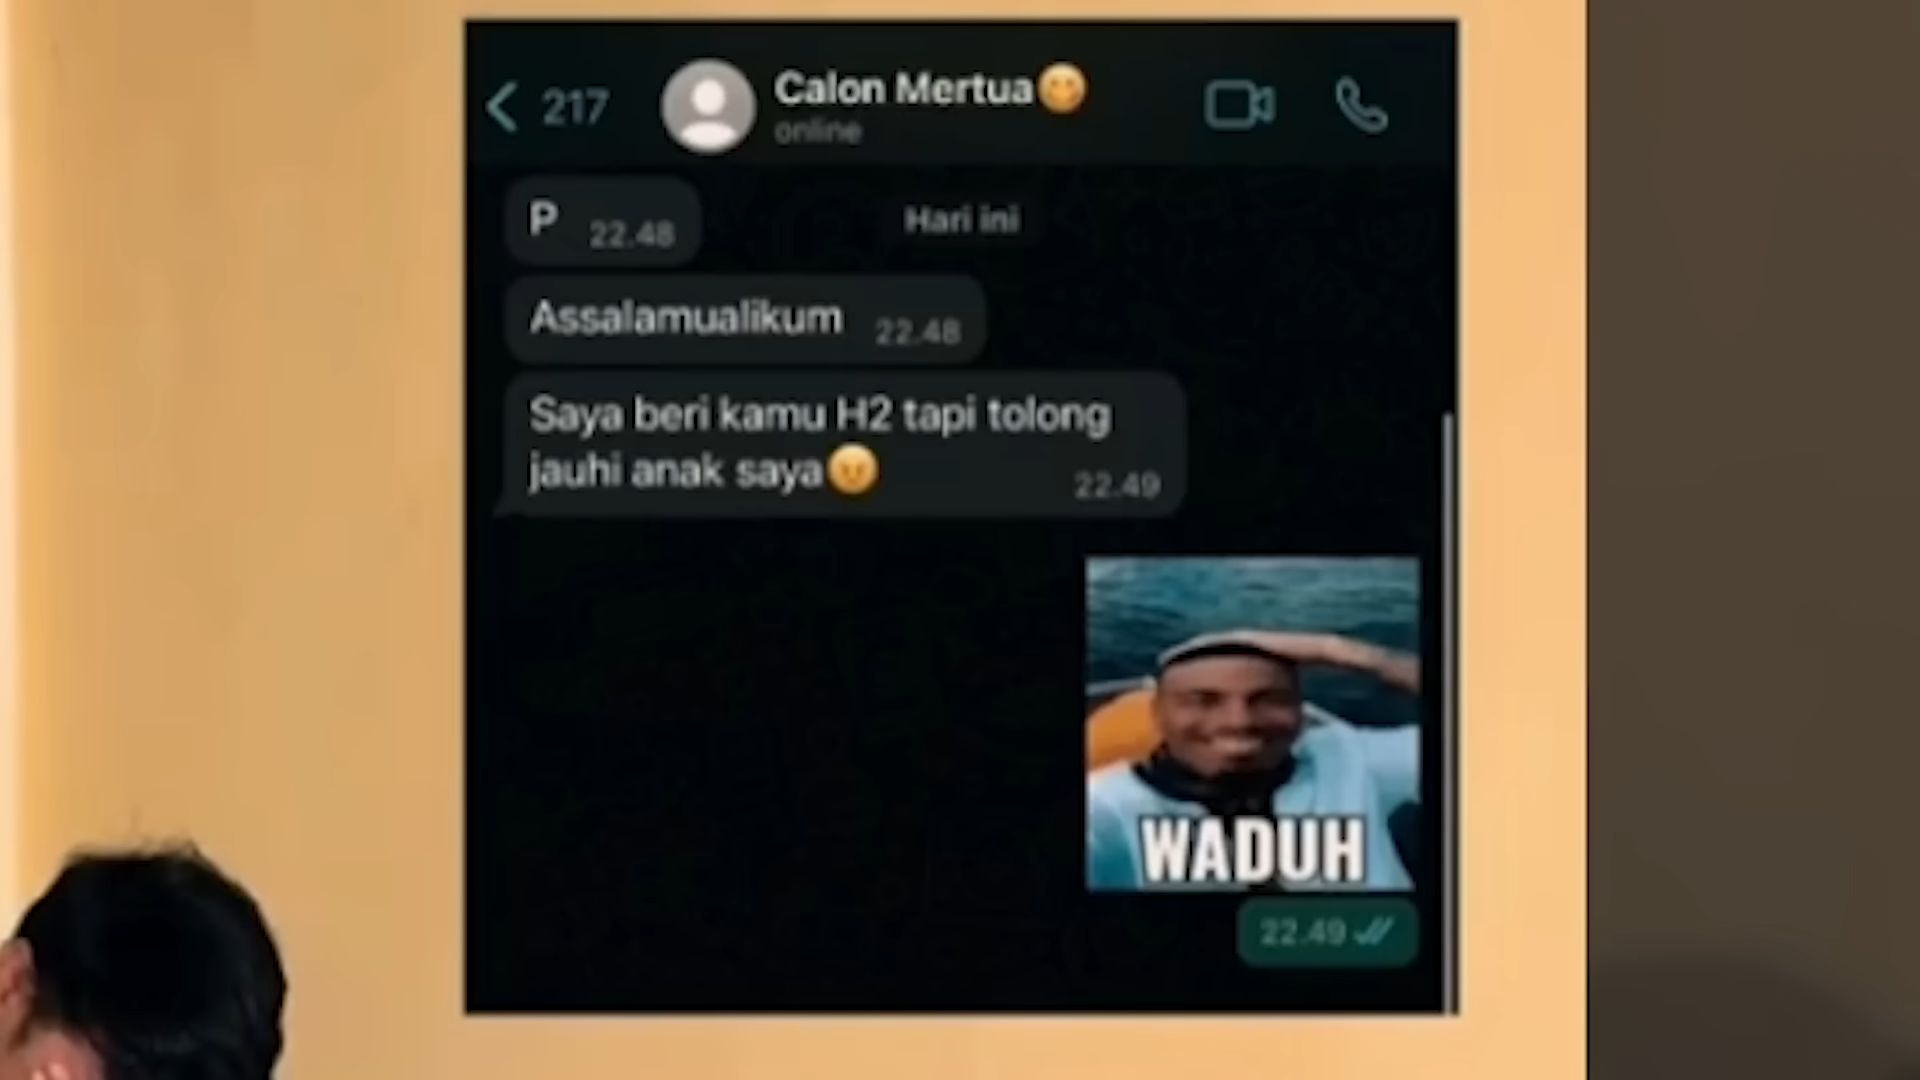 217
Calon Mertua😋
online
Hari ini
P 22.48
Assalamualikum 22.48
Saya beri kamu H2 tapi tolong
jauhi anak saya😠 22.49
WADUH
22.49